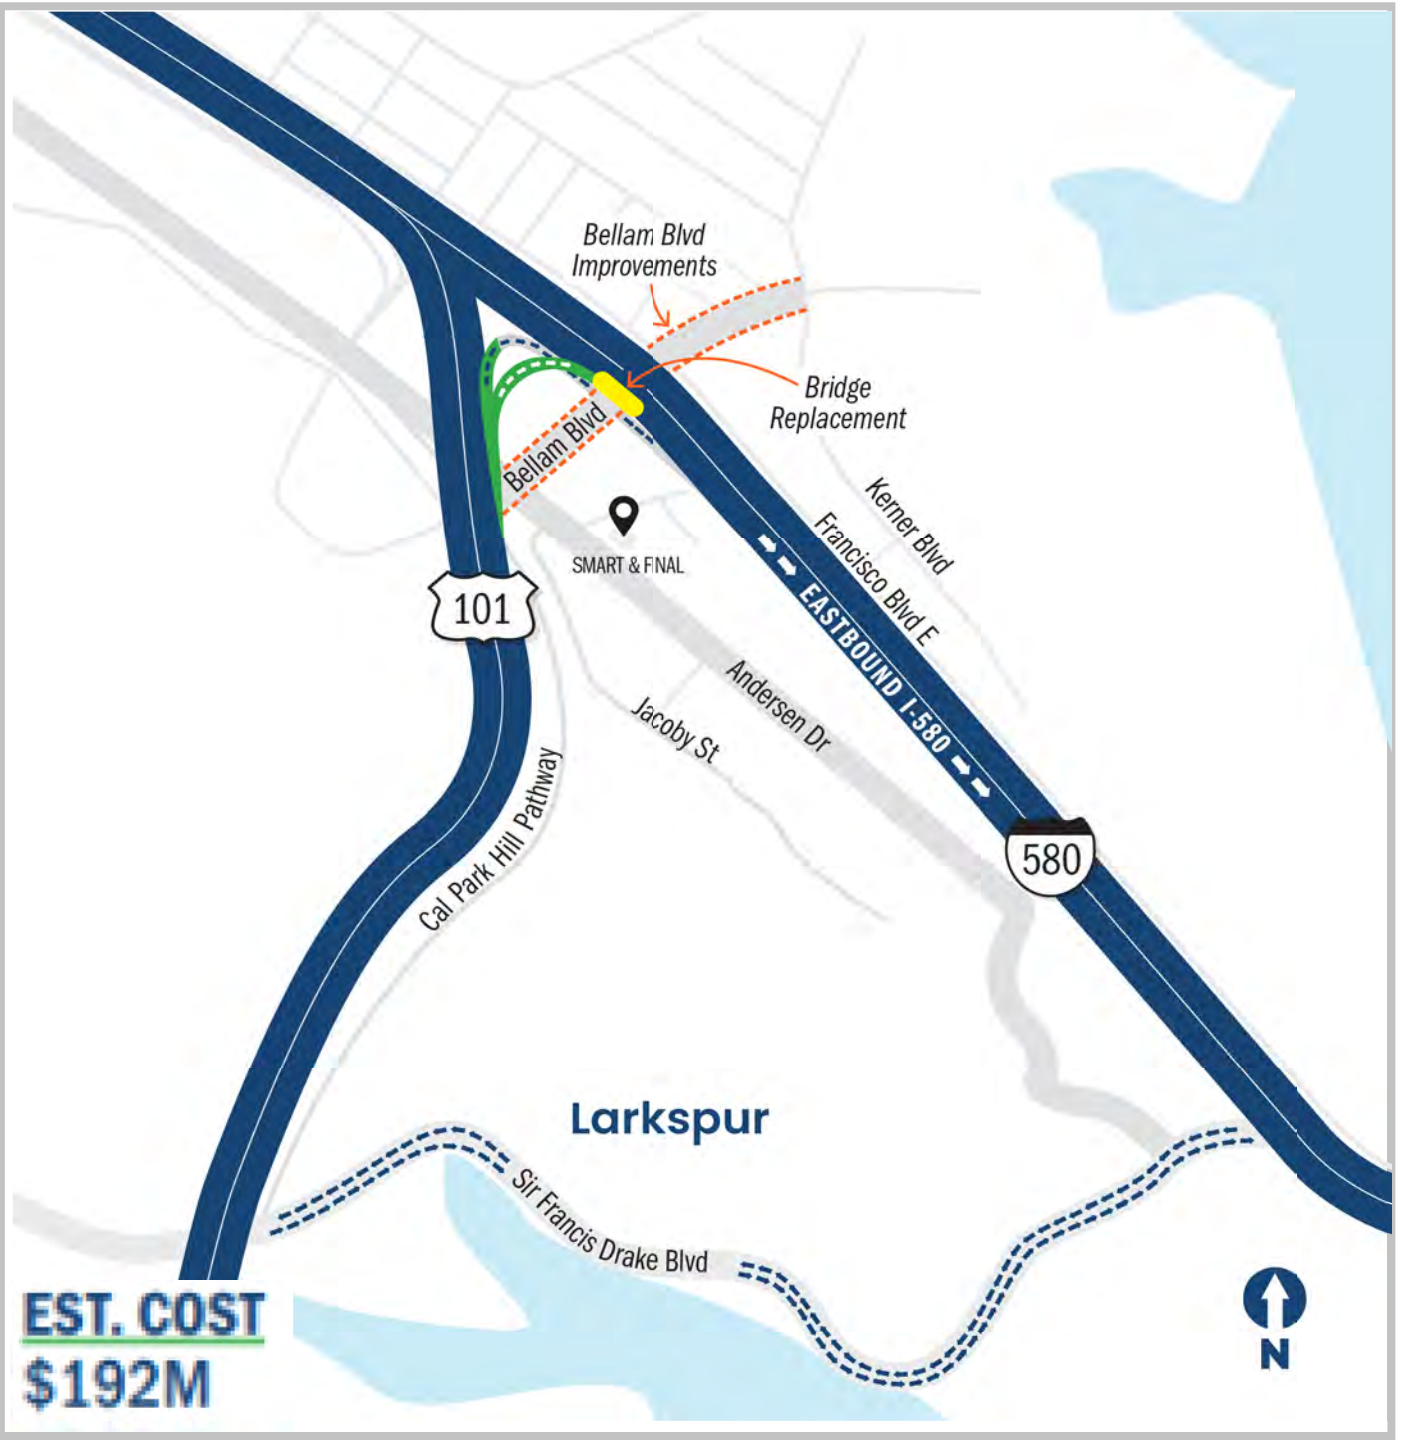 Bellam Blvd
Improvements
Bridge
Replacement
Bellam Blvd
Kerner Blvd
Francisco Blvd E
SMART & FINAL
101
EASTBOUND I-580
Andersen Dr
Jacoby St
Cal Park Hill Pathway
580
Larkspur
Sir Francis Drake Blvd
EST. COST
$192M
N